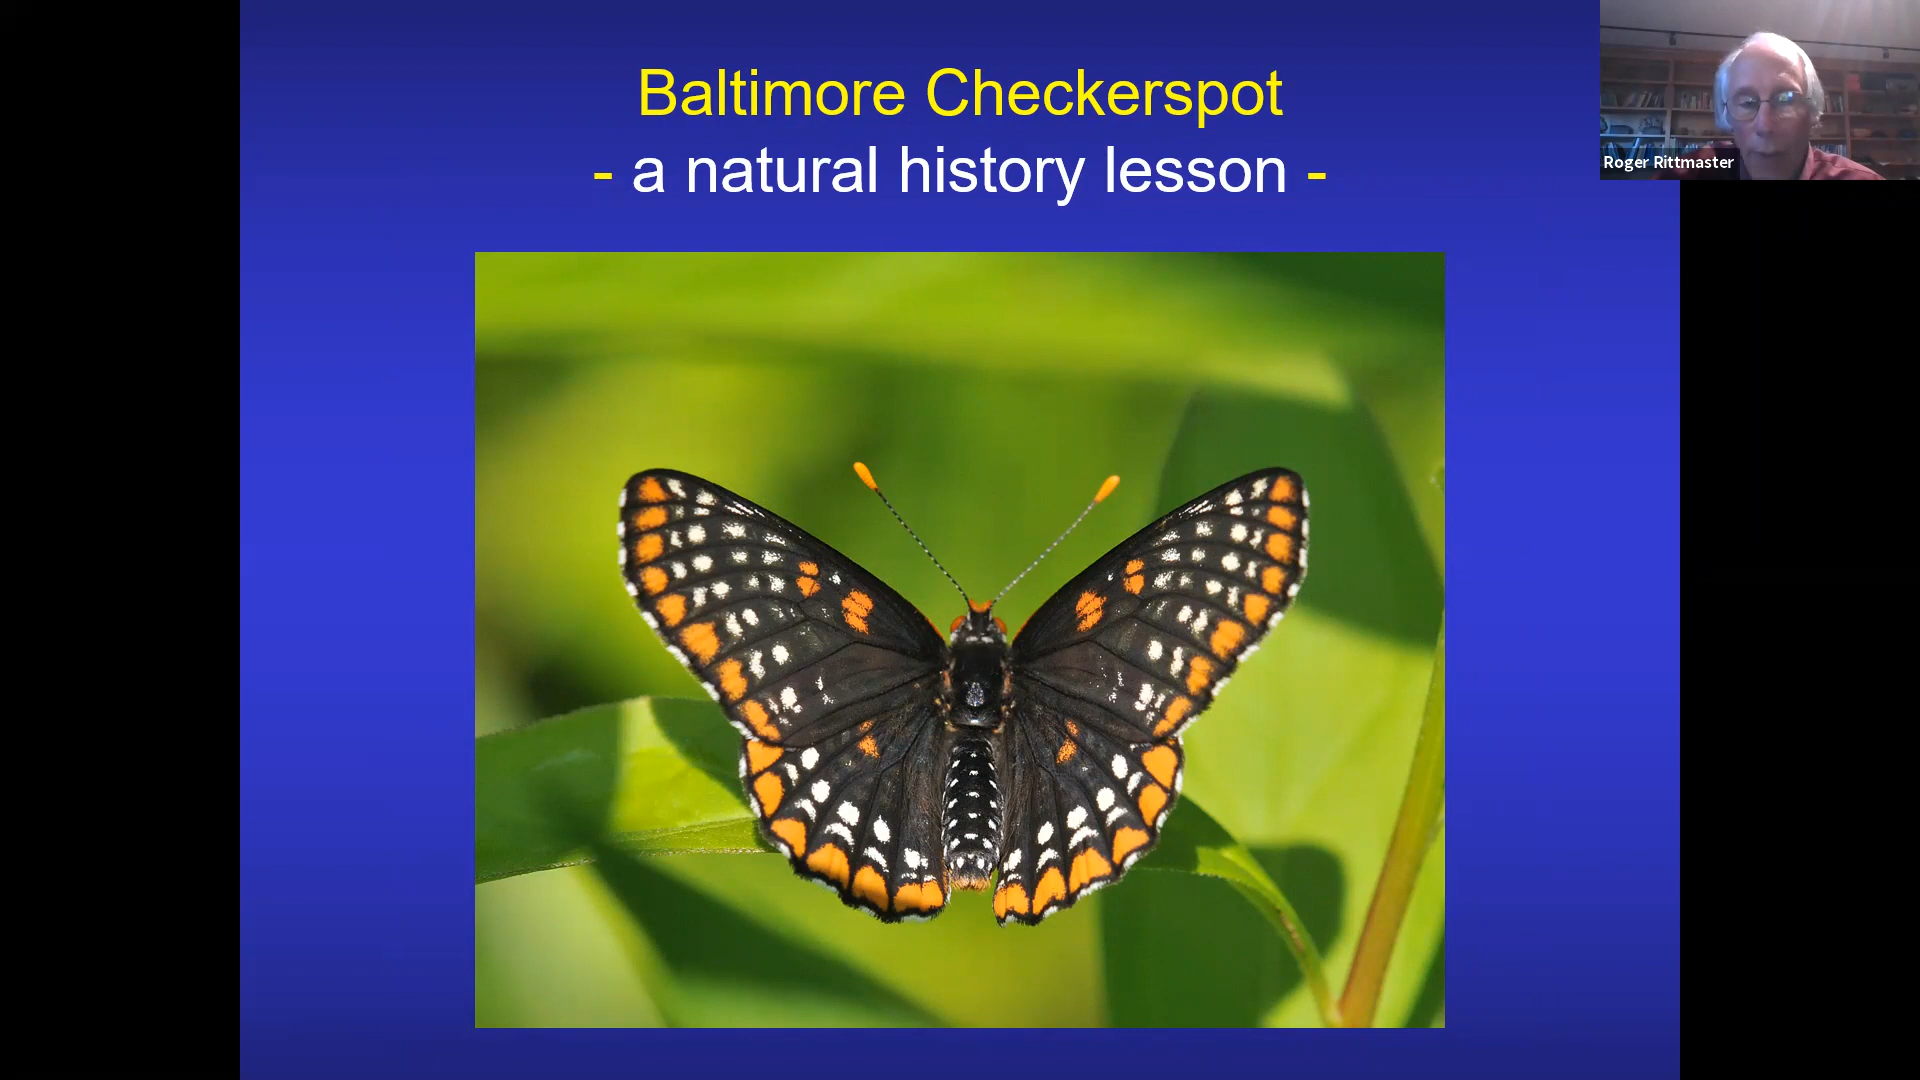 Baltimore Checkerspot
- a natural history lesson -
Roger Rittmaster